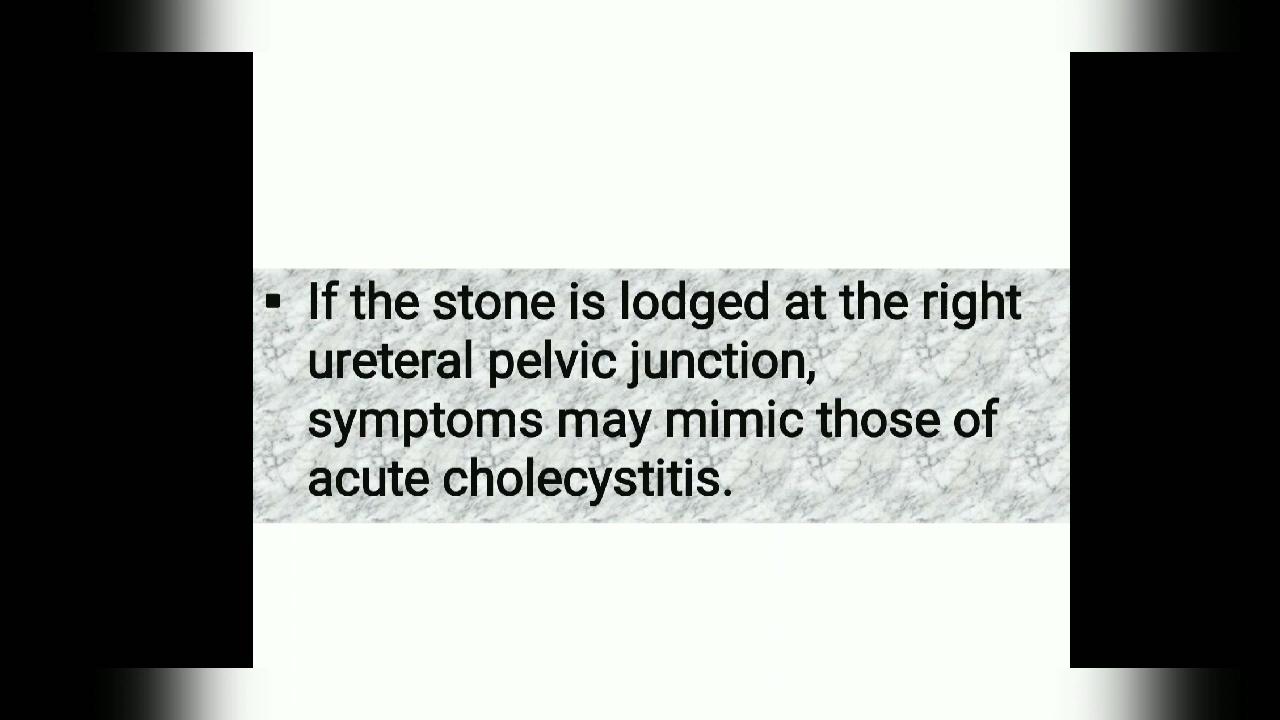 ▪ If the stone is lodged at the right
ureteral pelvic junction,
symptoms may mimic those of
acute cholecystitis.